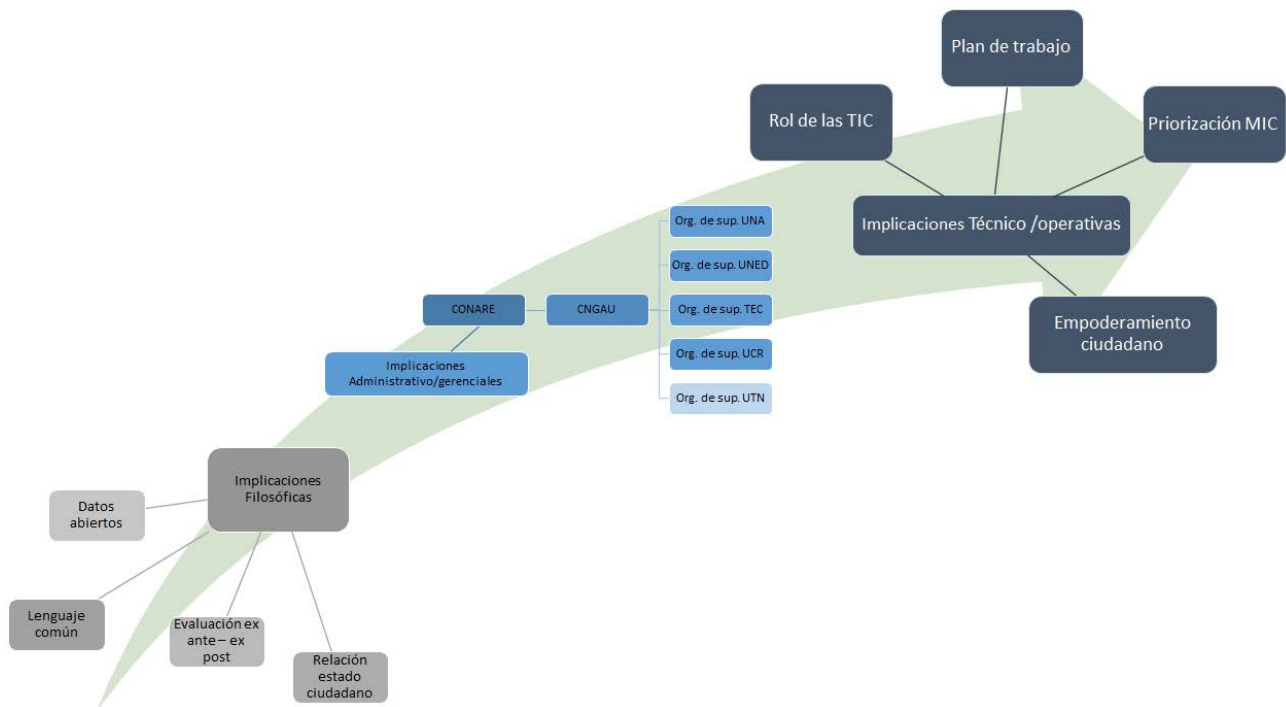 Plan de trabajo
Rol de las TIC
Priorización MIC
Implicaciones Técnico /operativas
Empoderamiento
ciudadano
Org. de sup. UNA
Org. de sup. UNED
CONARE
CNGAU
Org. de sup. TEC
Org. de sup. UCR
Org. de sup. UTN
Implicaciones
Administrativo/gerenciales
Implicaciones
Filosóficas
Datos
abiertos
Lenguaje
común
Evaluación ex
ante – ex
post
Relación
estado
ciudadano